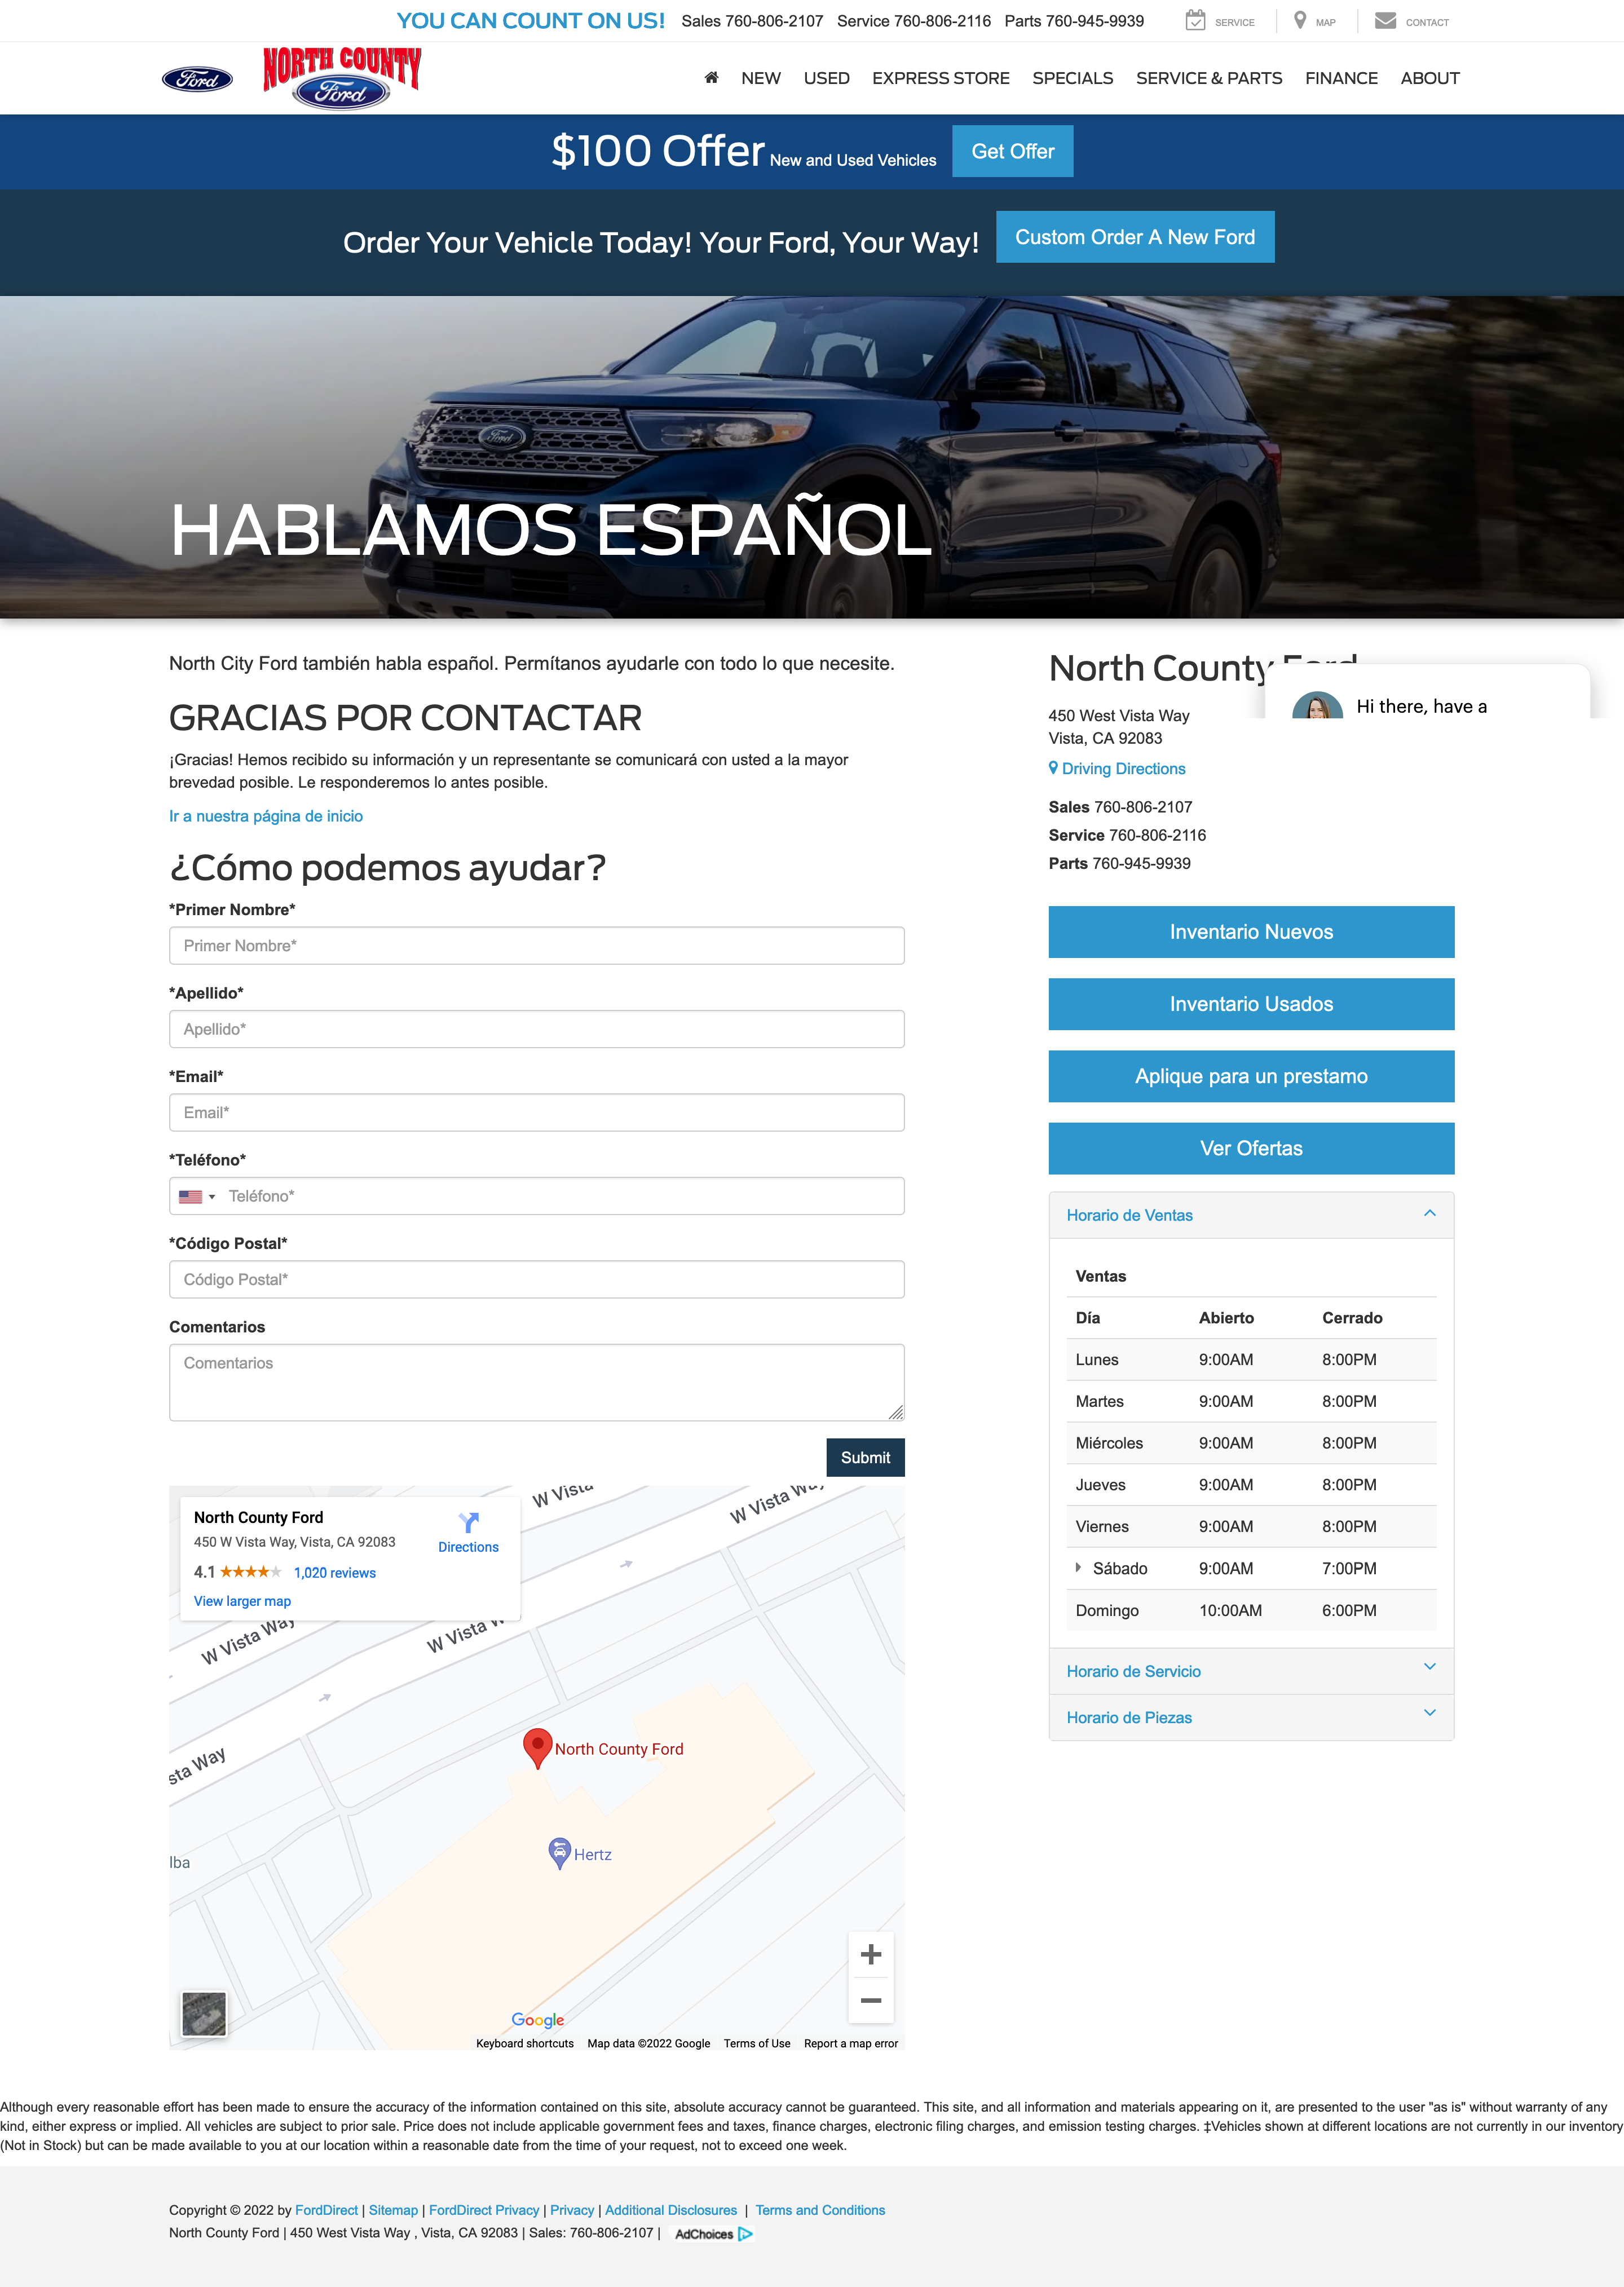 YOU CAN COUNT ON US! Sales 760-806-2107 Service 760-806-2116 Parts 760-945-9939 SERVICE MAP CONTACT
Ford NORTH COUNTY Ford
NEW USED EXPRESS STORE SPECIALS SERVICE & PARTS FINANCE ABOUT
$100 Offer New and Used Vehicles Get Offer
Order Your Vehicle Today! Your Ford, Your Way! Custom Order A New Ford
Ford
HABLAMOS ESPAÑOL
North City Ford también habla español. Permítanos ayudarle con todo lo que necesite.
GRACIAS POR CONTACTAR
¡Gracias! Hemos recibido su información y un representante se comunicará con usted a la mayor
brevedad posible. Le responderemos lo antes posible.
Ir a nuestra página de inicio
¿Cómo podemos ayudar?
*Primer Nombre*
Primer Nombre*
*Apellido*
Apellido*
*Email*
Email*
*Teléfono*
Teléfono*
*Código Postal*
Código Postal*
Comentarios
Comentarios
Submit
North County Ford
450 W Vista Way, Vista, CA 92083
Directions
4.1 1,020 reviews
View larger map
W Vista
W Vista Way
W Vista Way
W Vista W
sta Way
North County Ford
Hertz
lba
Google
Keyboard shortcuts Map data ©2022 Google Terms of Use Report a map error
North County Ford
Hi there, have a
450 West Vista Way
Vista, CA 92083
Driving Directions
Sales 760-806-2107
Service 760-806-2116
Parts 760-945-9939
Inventario Nuevos
Inventario Usados
Aplique para un prestamo
Ver Ofertas
Horario de Ventas
Ventas
Día Abierto Cerrado
Lunes 9:00AM 8:00PM
Martes 9:00AM 8:00PM
Miércoles 9:00AM 8:00PM
Jueves 9:00AM 8:00PM
Viernes 9:00AM 8:00PM
Sábado 9:00AM 7:00PM
Domingo 10:00AM 6:00PM
Horario de Servicio
Horario de Piezas
Although every reasonable effort has been made to ensure the accuracy of the information contained on this site, absolute accuracy cannot be guaranteed. This site, and all information and materials appearing on it, are presented to the user "as is" without warranty of any
kind, either express or implied. All vehicles are subject to prior sale. Price does not include applicable government fees and taxes, finance charges, electronic filing charges, and emission testing charges. ‡Vehicles shown at different locations are not currently in our inventory
(Not in Stock) but can be made available to you at our location within a reasonable date from the time of your request, not to exceed one week.
Copyright © 2022 by FordDirect | Sitemap | FordDirect Privacy | Privacy | Additional Disclosures | Terms and Conditions
North County Ford | 450 West Vista Way , Vista, CA 92083 | Sales: 760-806-2107 | AdChoices